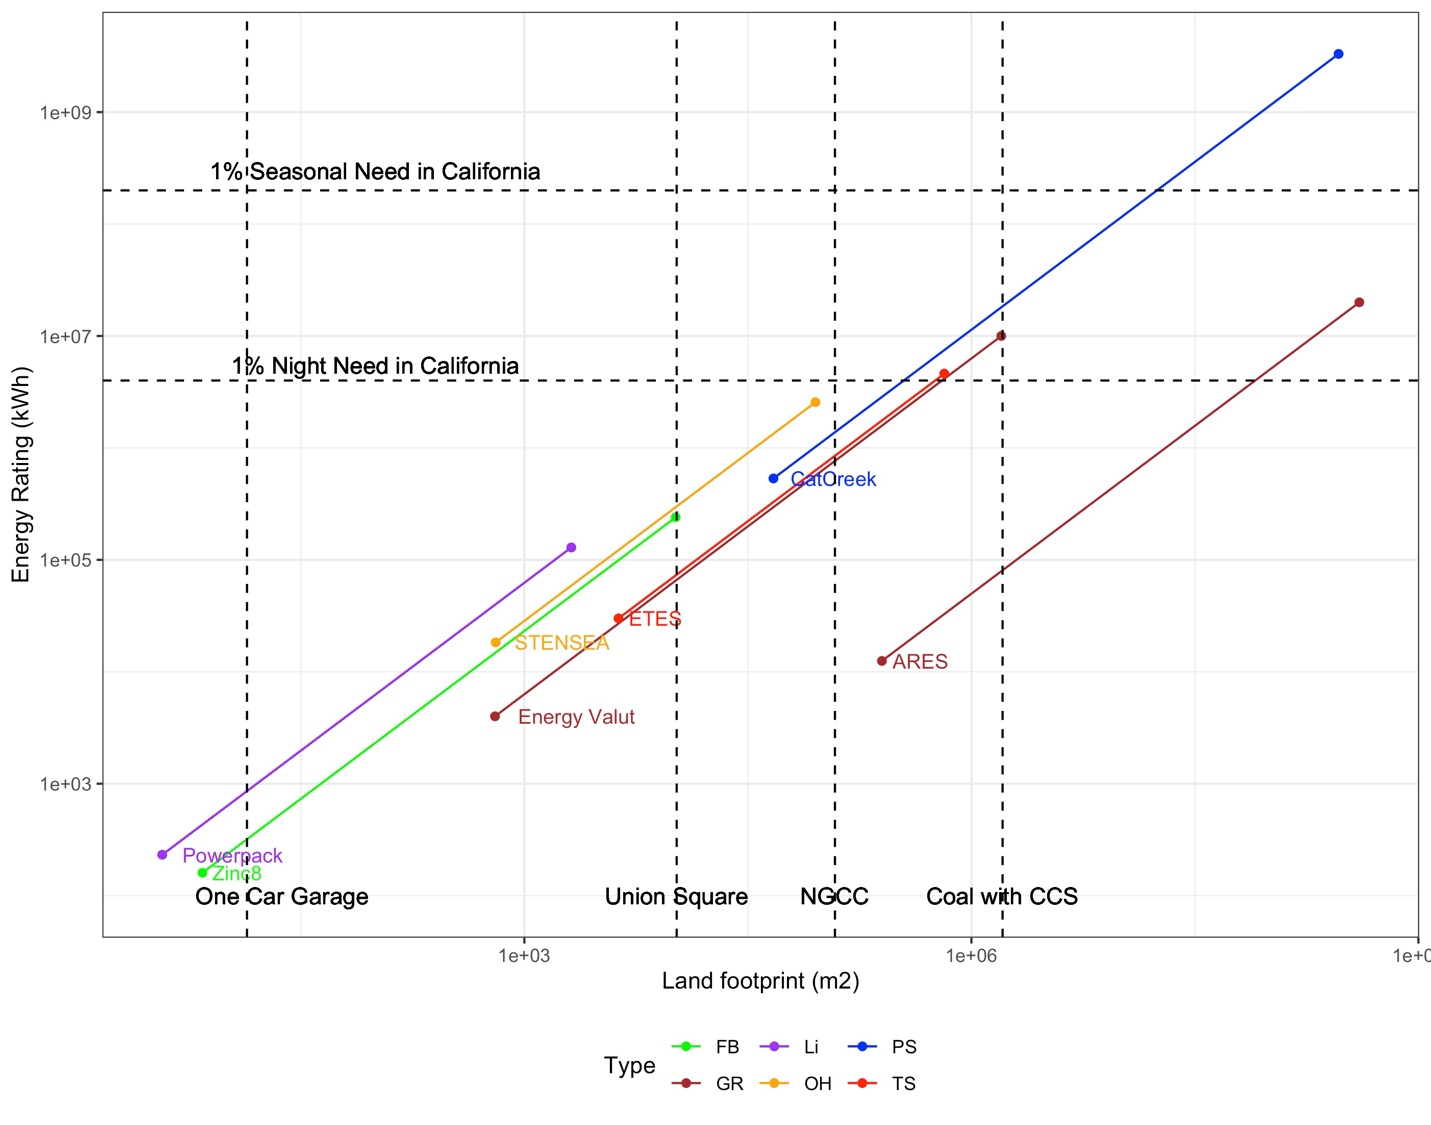 1e+09
1% Seasonal Need in California
1e+07
1% Night Need in California
Energy Rating (kWh)
CatCreek
1e+05
ETES
STENSEA
ARES
Energy Valut
1e+03
Powerpack
Zinc8
One Car Garage
Union Square
NGCC
Coal with CCS
1e+03
1e+06
1e+0
Land footprint (m2)
Type
FB
Li
PS
GR
OH
TS